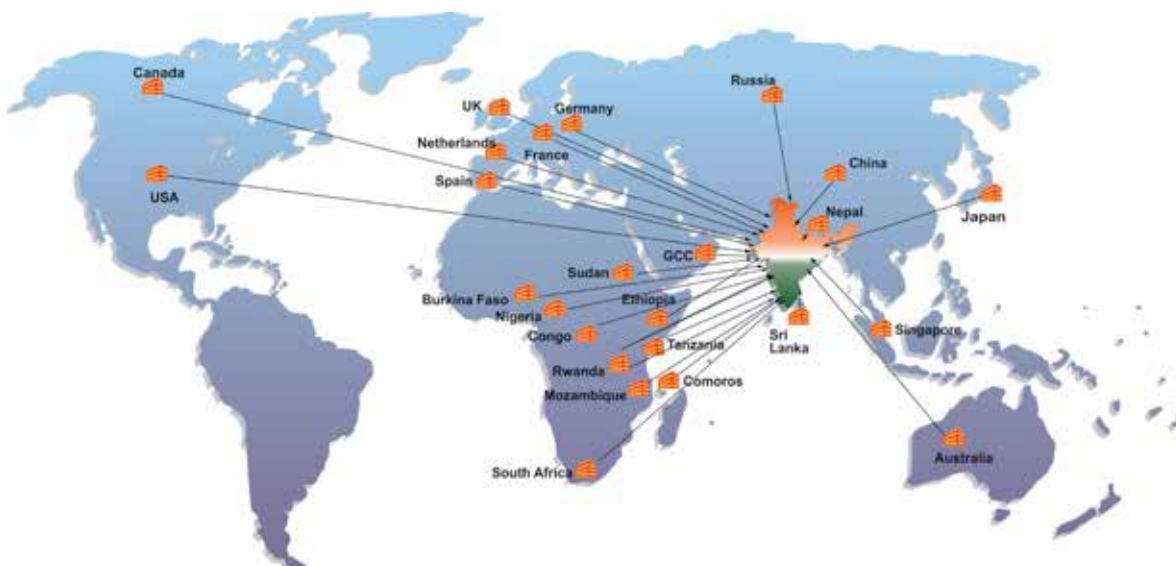 Canada
Russia
UK
Germany
Netherlands
France
China
Spain
USA
Nepal
Japan
GCC
Sudan
Burkina Faso
Ethiopia
Nigeria
Congo
Singapore
Sri
Lanka
Tanzania
Rwanda
Comoros
Mozambique
Australia
South Africa